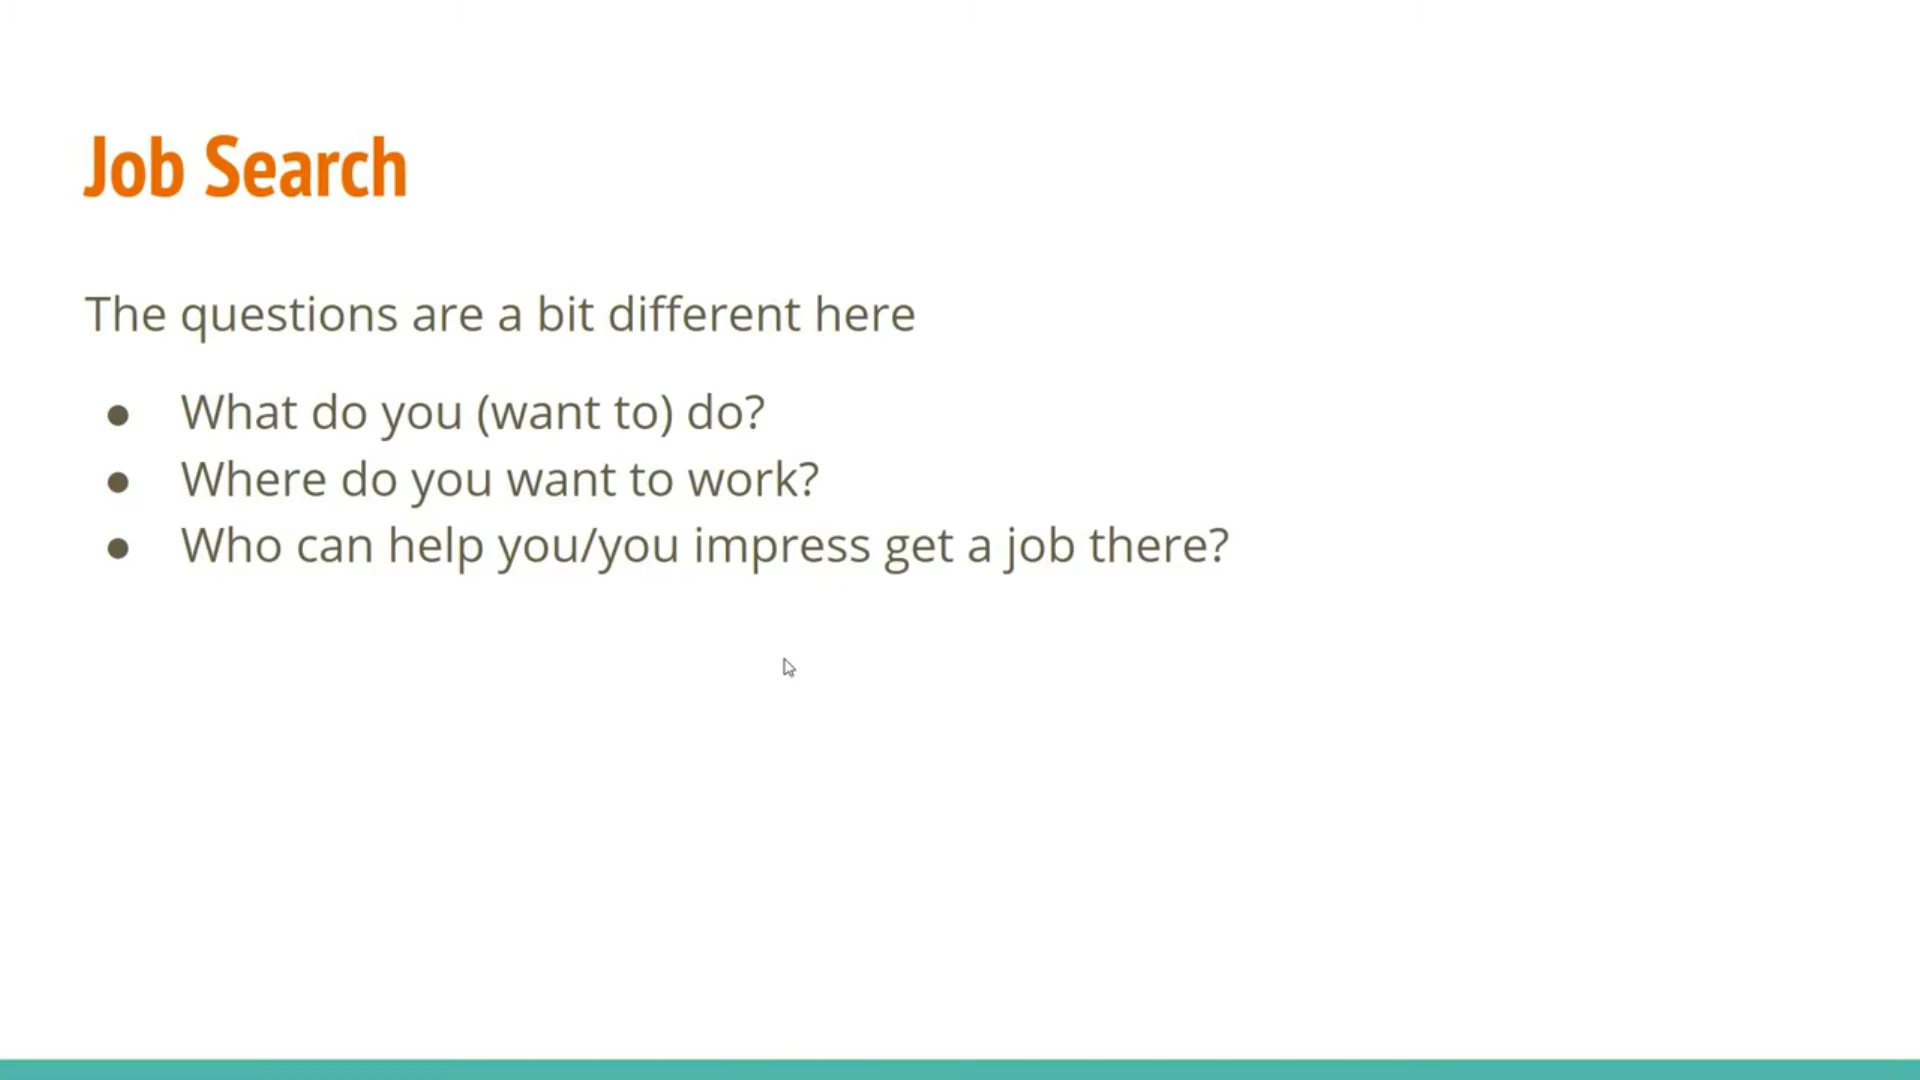 Job Search
The questions are a bit different here
● What do you (want to) do?
● Where do you want to work?
● Who can help you/you impress get a job there?